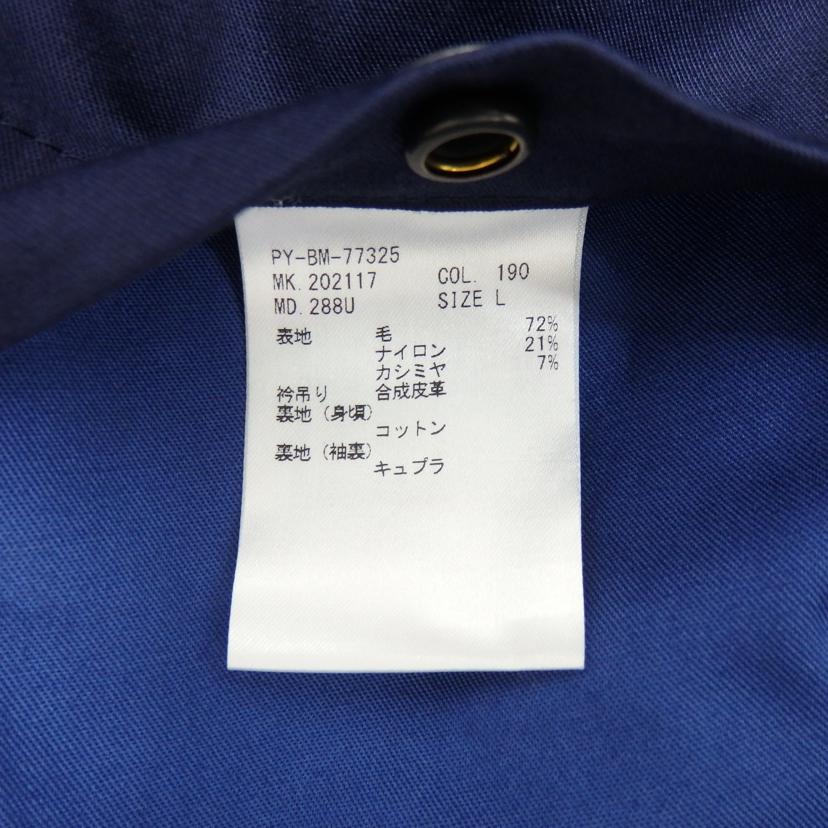 PY-BM-77325
MK. 202117 COL. 190
MD. 288U SIZE L
表地 毛 72%
ナイロン 21%
カシミヤ 7%
衿吊り 合成皮革
裏地（身頃）
コットン
裏地（袖裏）
キュプラ